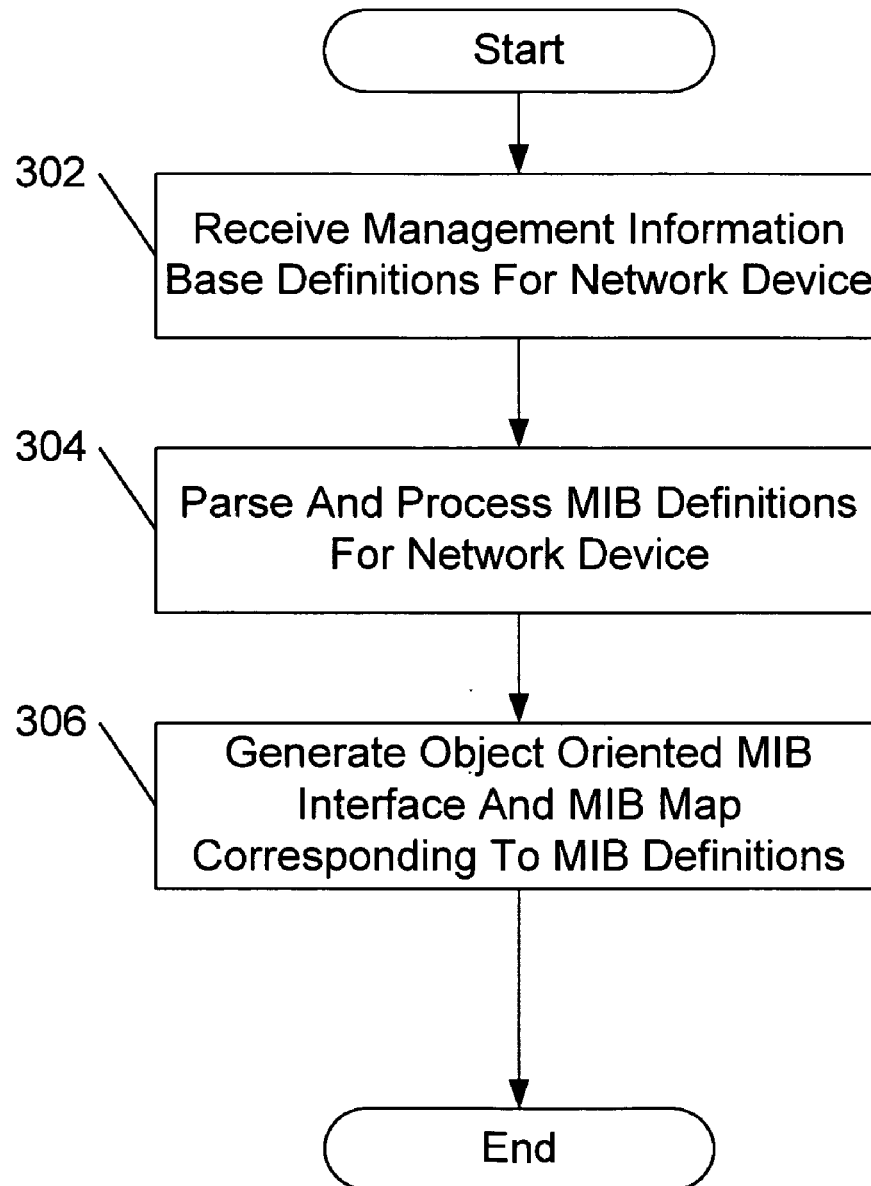 Start
302
Receive Management Information
Base Definitions For Network Device
304
Parse And Process MIB Definitions
For Network Device
306
Generate Object Oriented MIB
Interface And MIB Map
Corresponding To MIB Definitions
End